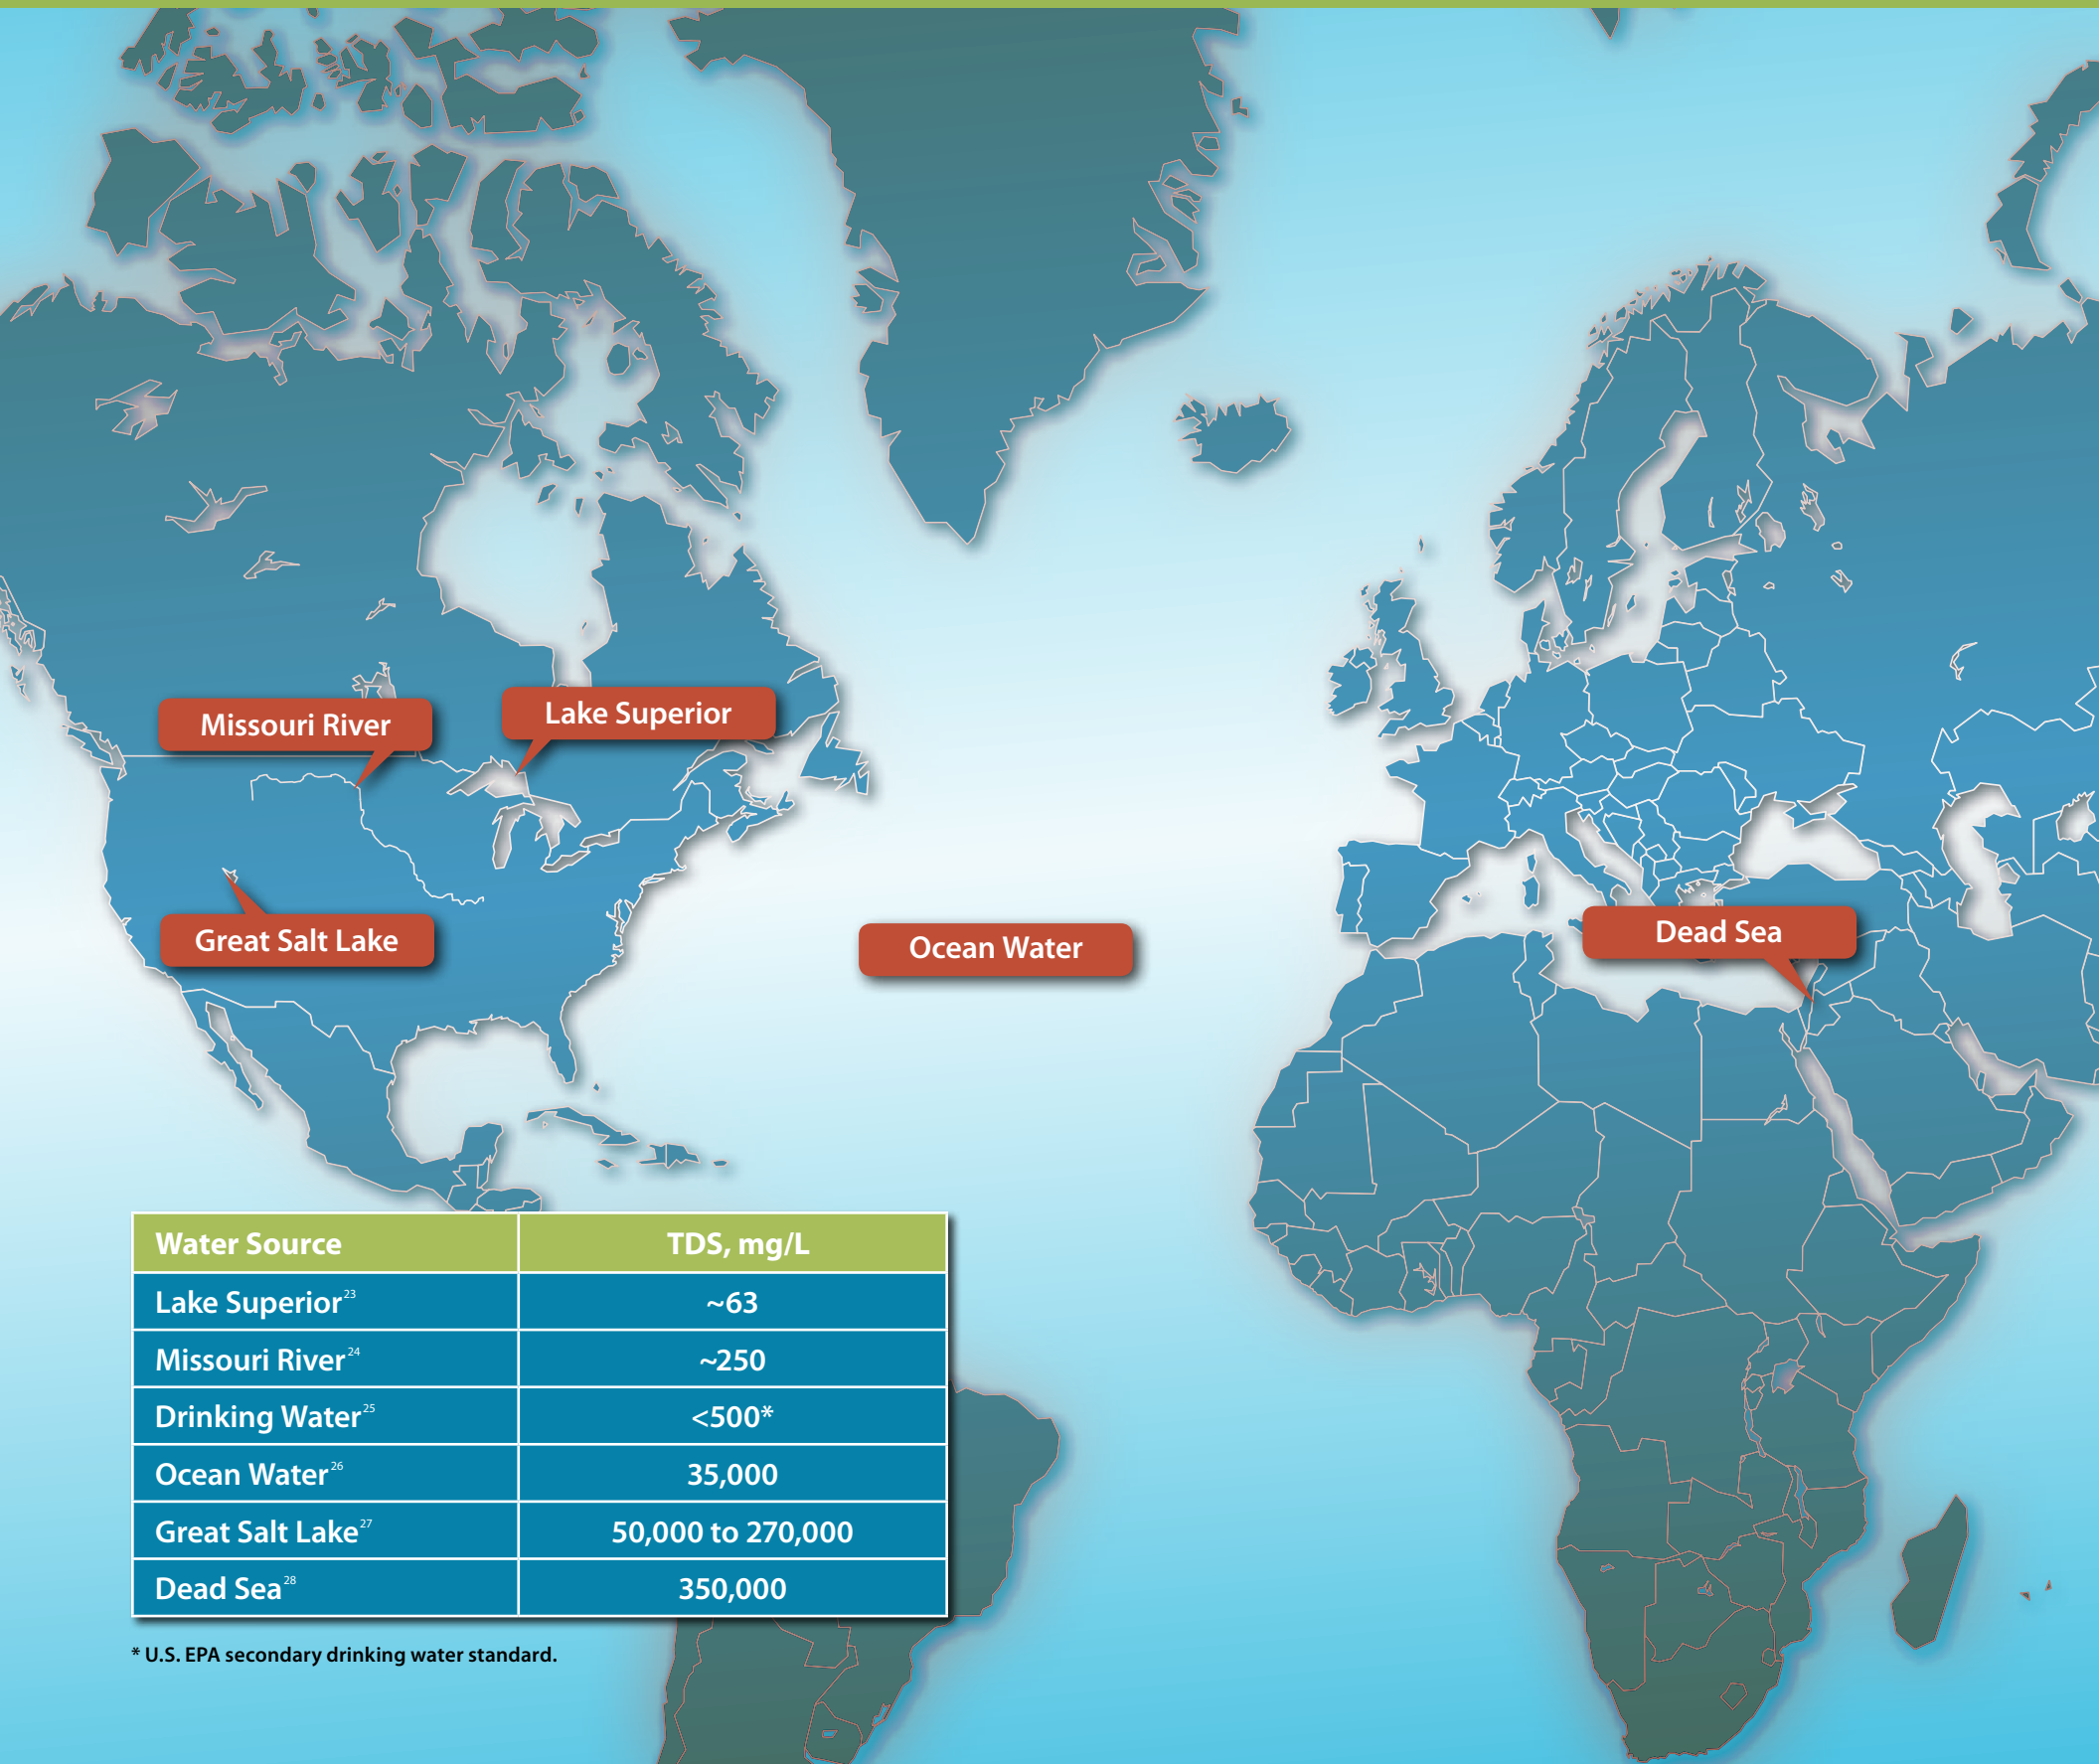 Missouri River
Lake Superior
Great Salt Lake
Ocean Water
Dead Sea
Water Source TDS, mg/L
Lake Superior23 ~63
Missouri River24 ~250
Drinking Water25 <500*
Ocean Water26 35,000
Great Salt Lake27 50,000 to 270,000
Dead Sea28 350,000
* U.S. EPA secondary drinking water standard.